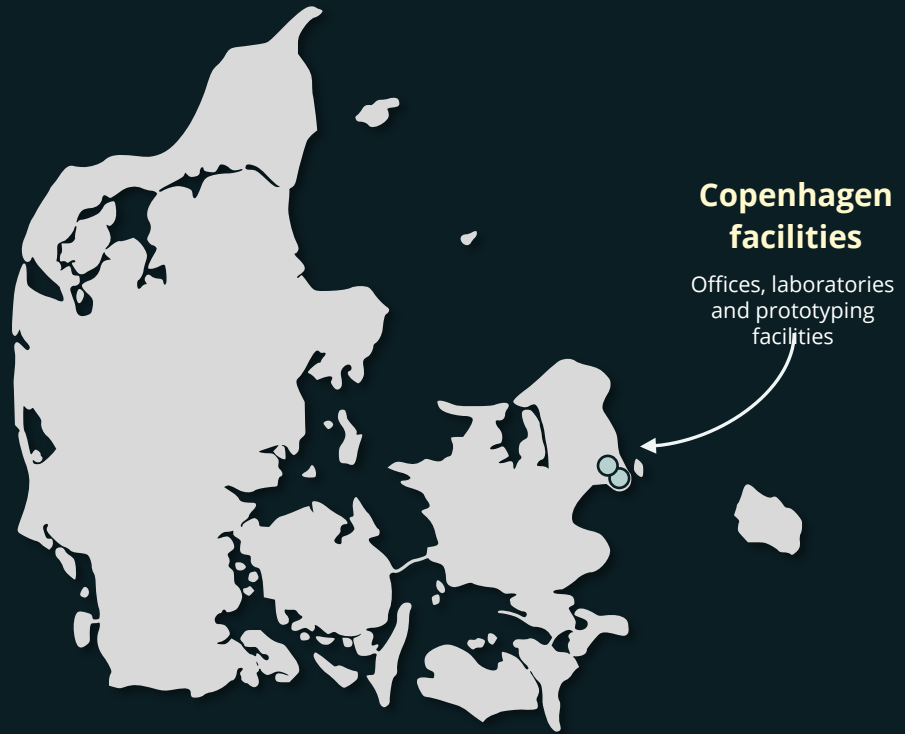 Copenhagen
facilities
Offices, laboratories
and prototyping
facilities